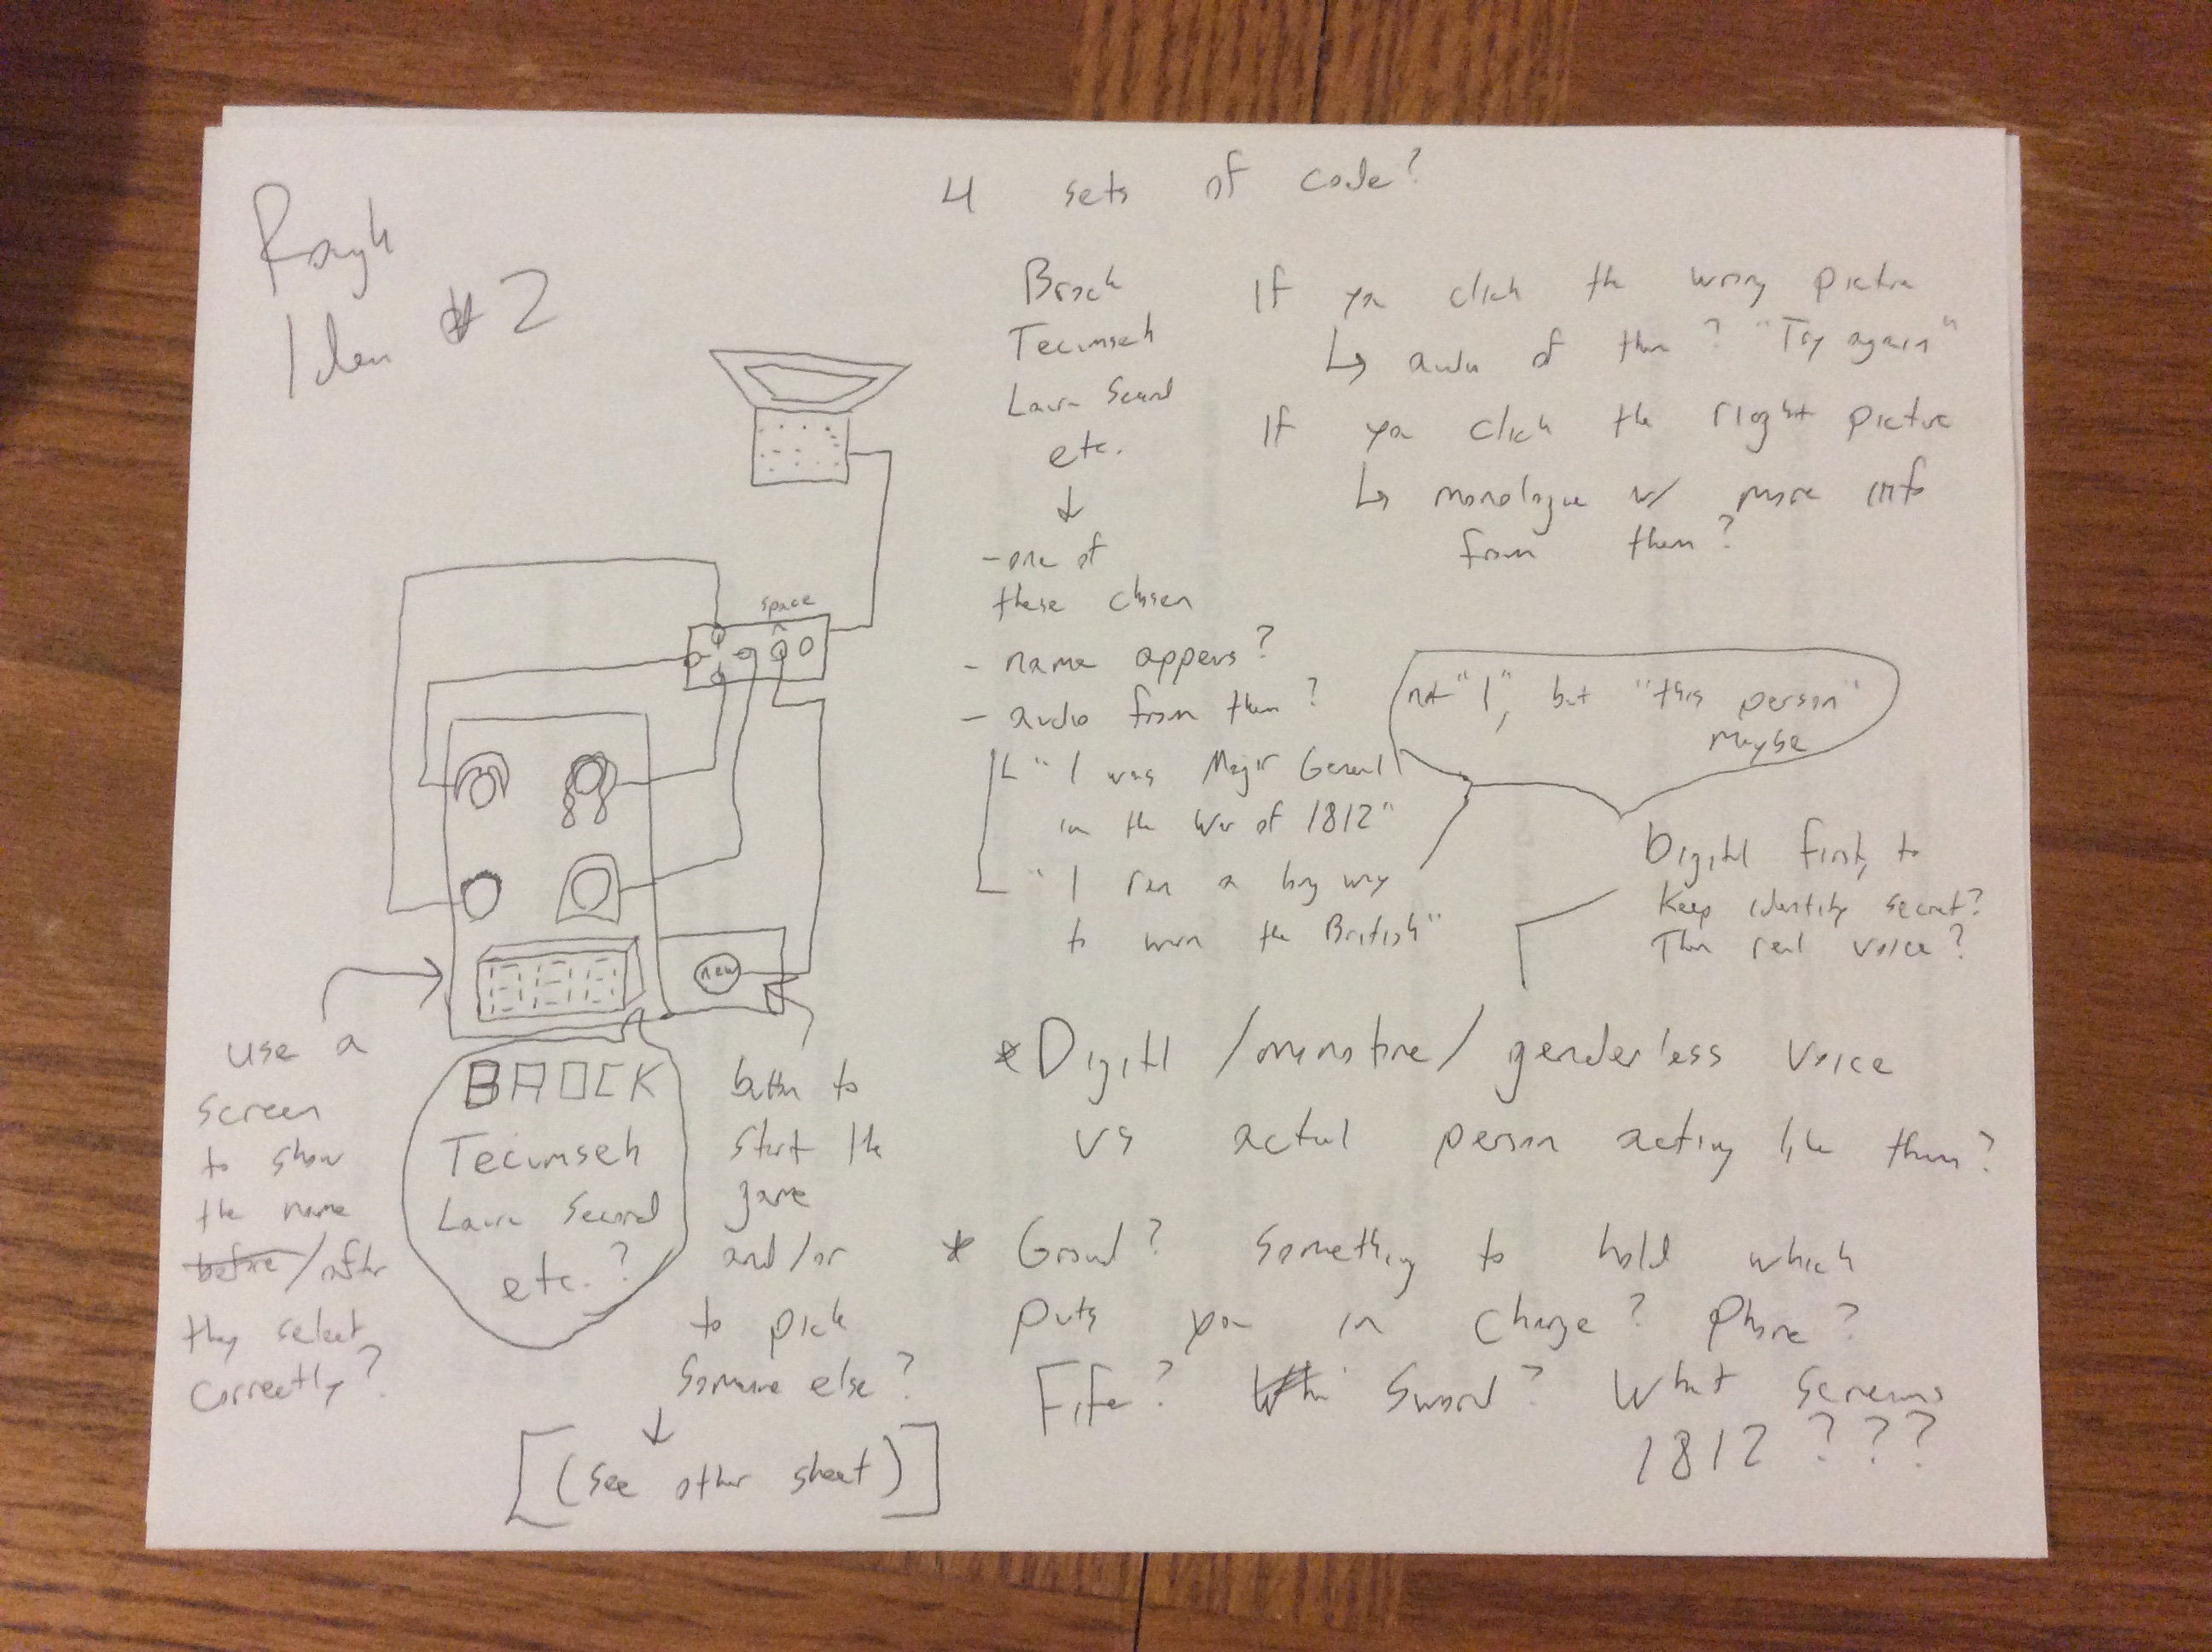 Rough
Idea #2
4 sets of code?
Brock
Tecumseh
Laura Secord
etc.
- one of
these chosen
- name appears?
- audio from them?
"I was Major General
in the War of 1812"
"I ran a long way
to warn the British"
If you click the wrong picture
audio of them? "Try again"
If you click the right picture
monologue w/ more info
from them?
not "I", but "this person"
maybe
Digital first, to
keep identity secret?
Then real voice?
* Digital / monotone / genderless voice
vs actual person acting like them?
* Ground? Something to hold which
puts you in charge? Phone?
Fife? Sword? What screams
1812???
space
new
use a
screen
to show
the name
before/after
they select
correctly?
BROCK
Tecumseh
Laura Secord
etc.?
button to
start the
game
and/or
to pick
someone else?
[(see other sheet)]